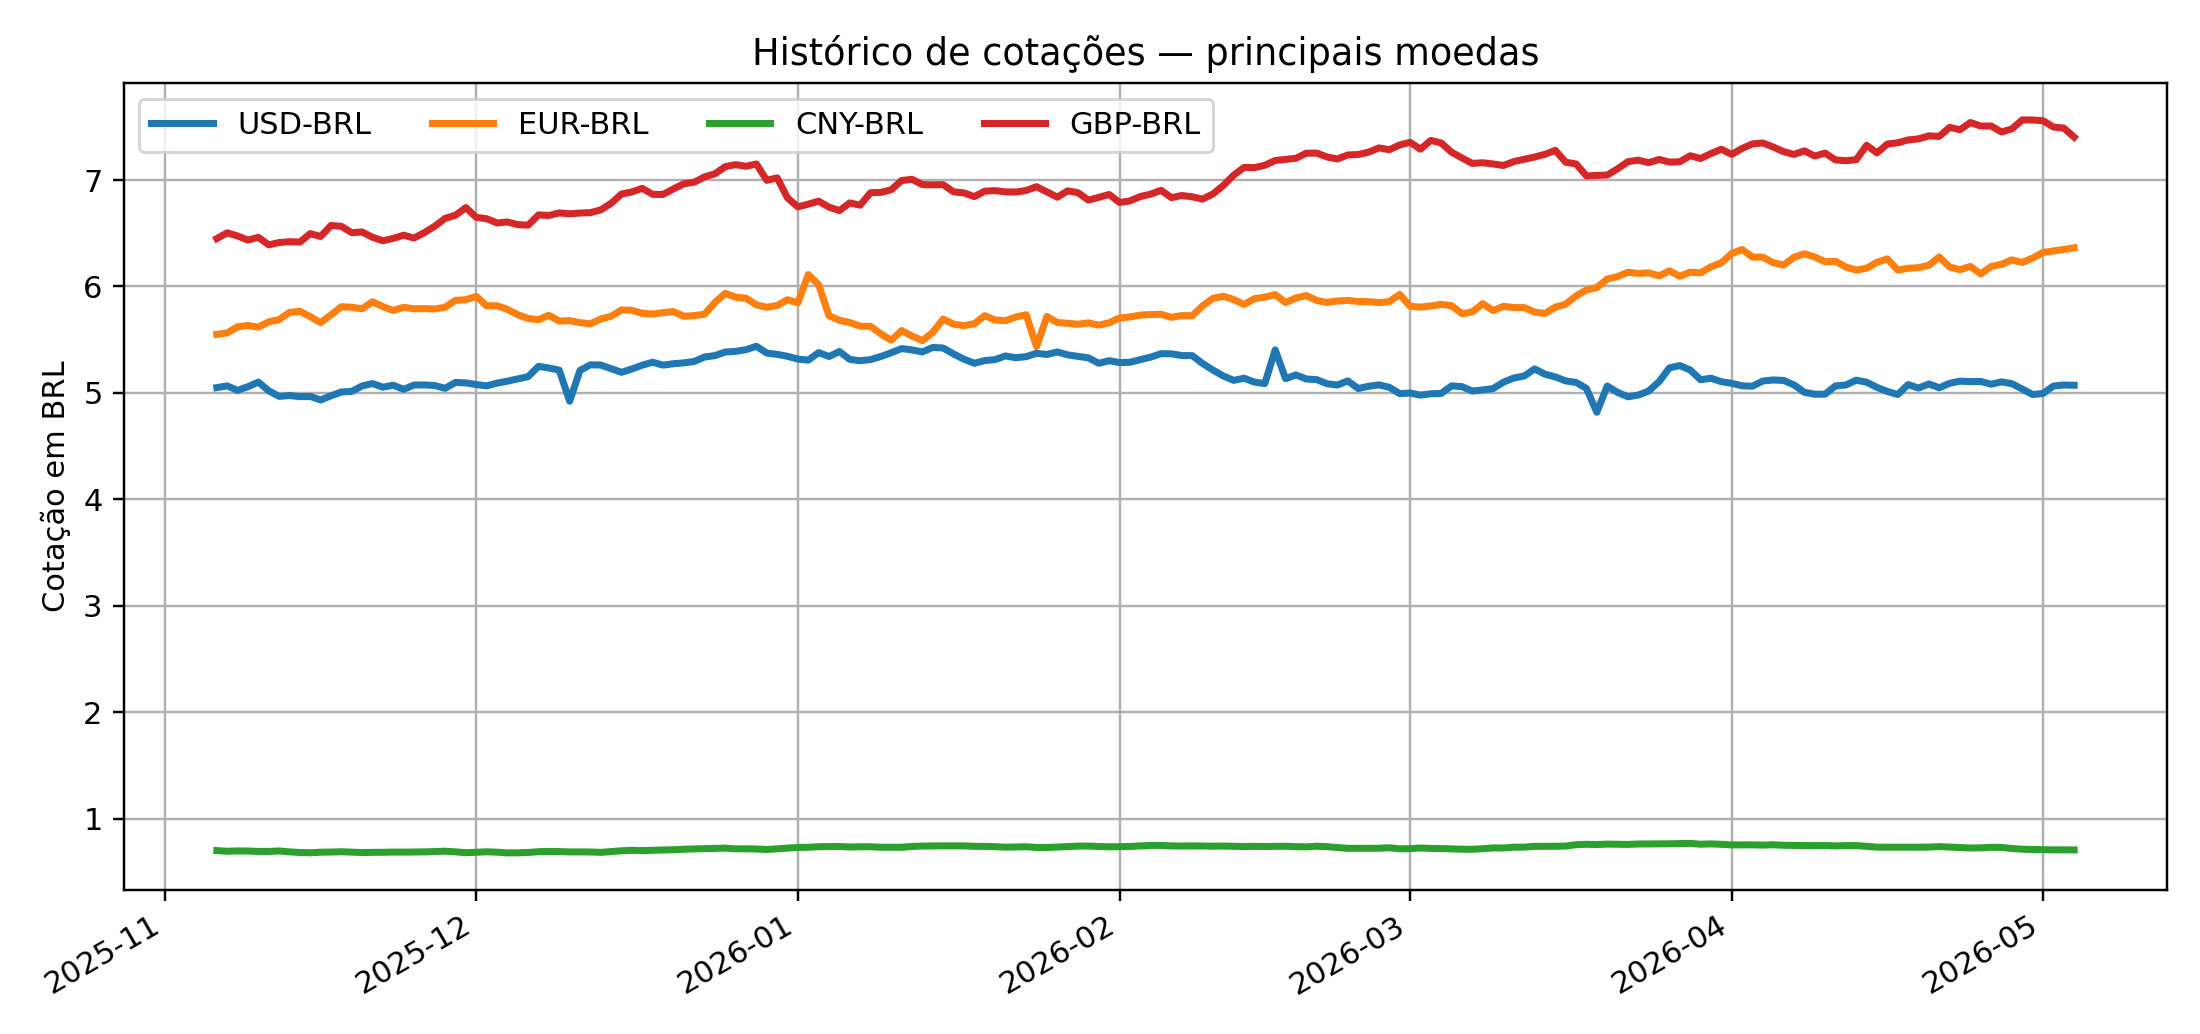 Histórico de cotações — principais moedas
USD-BRL EUR-BRL CNY-BRL GBP-BRL
Cotação em BRL
7
6
5
4
3
2
1
2025-11 2025-12 2026-01 2026-02 2026-03 2026-04 2026-05